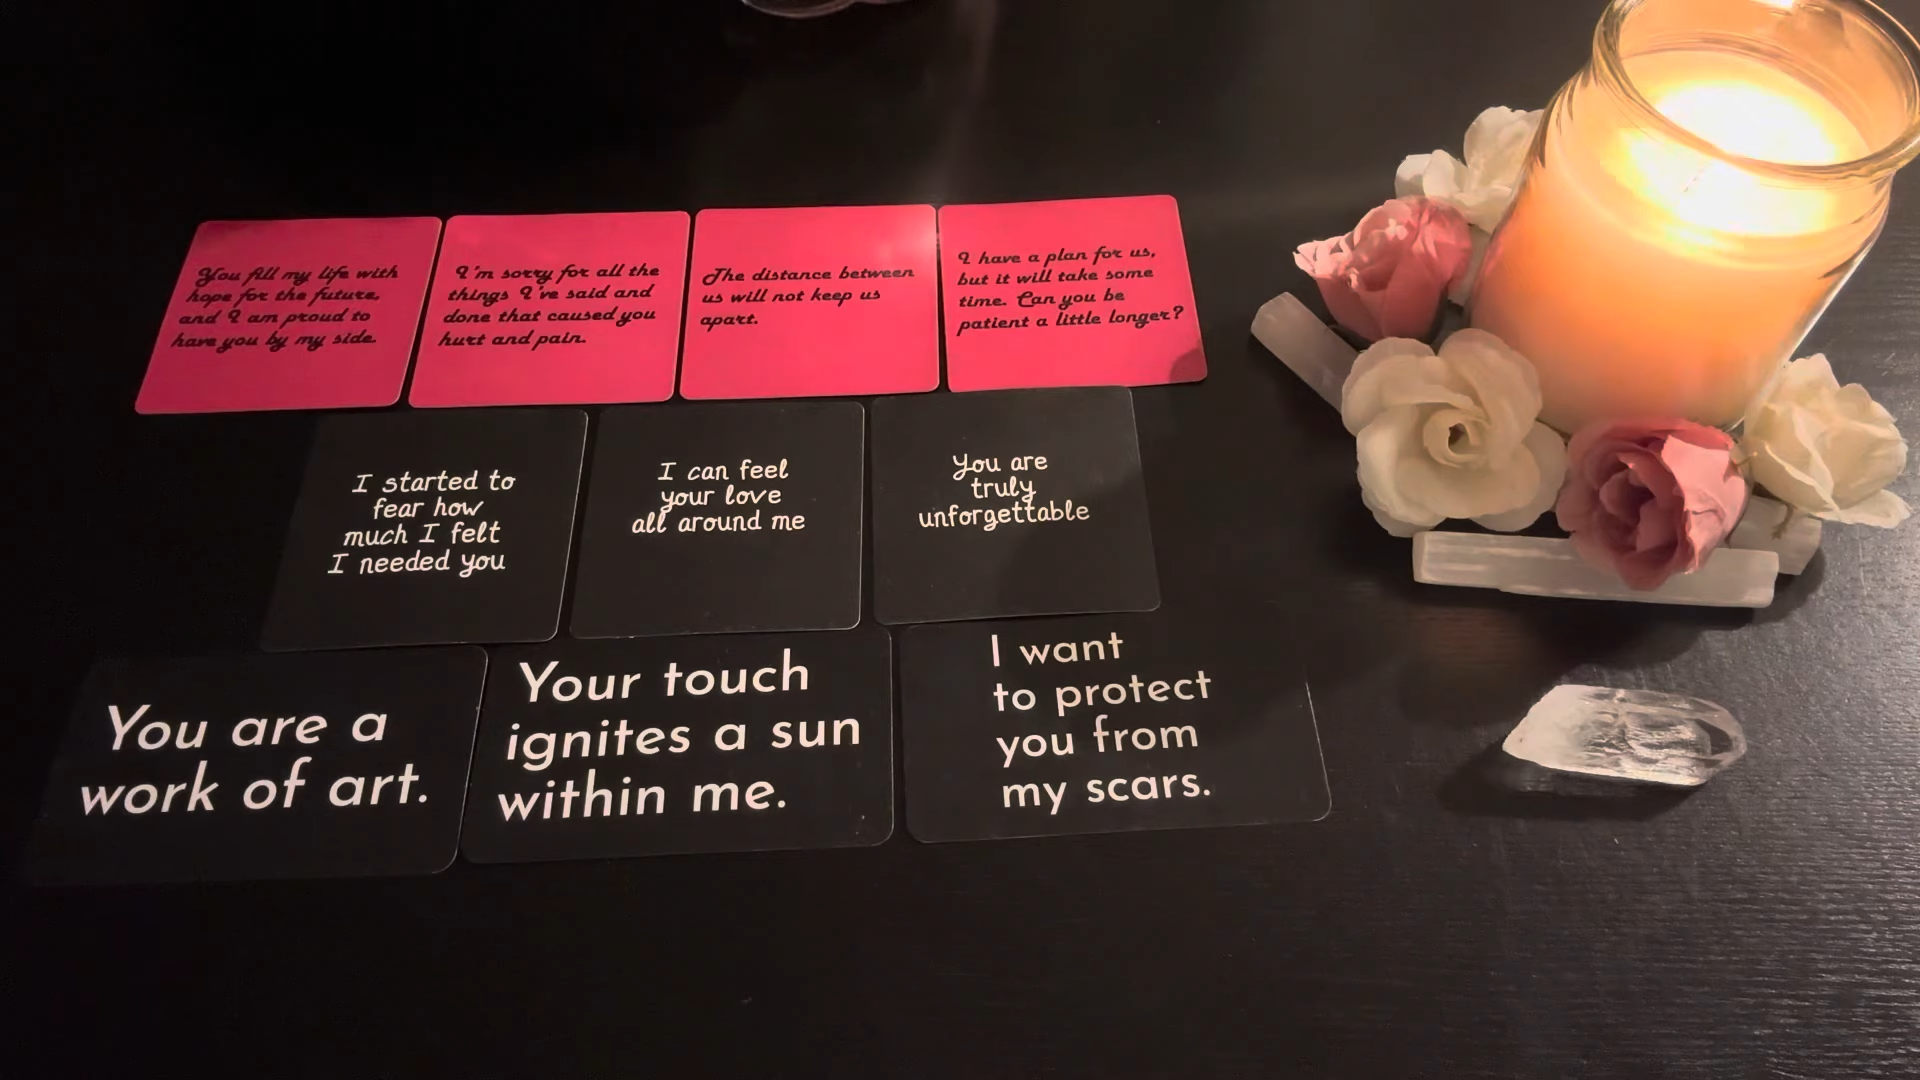 You fill my life with
hope for the future,
and I am proud to
have you by my side.
I'm sorry for all the
things I've said and
done that caused you
hurt and pain.
The distance between
us will not keep us
apart.
I have a plan for us,
but it will take some
time. Can you be
patient a little longer?
I started to
fear how
much I felt
I needed you
I can feel
your love
all around me
You are
truly
unforgettable
You are a
work of art.
Your touch
ignites a sun
within me.
I want
to protect
you from
my scars.